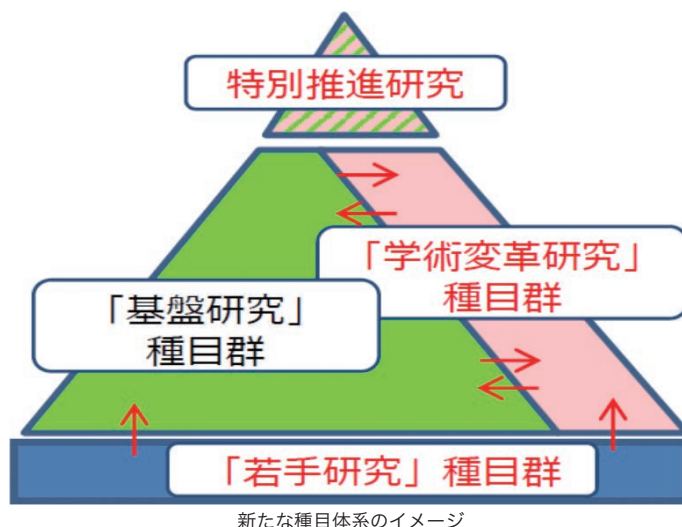 特別推進研究
「学術変革研究」
種目群
「基盤研究」
種目群
「若手研究」種目群
新たな種目体系のイメージ